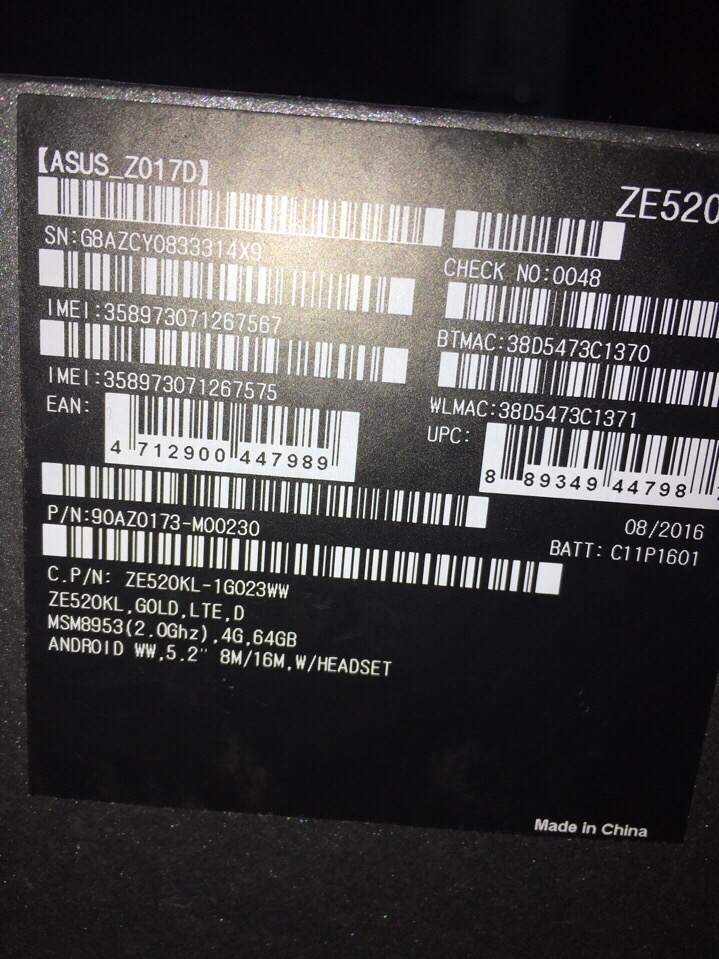 【ASUS_Z017D】
ZE520
SN:G8AZCY0833314X9
CHECK NO:0048
IMEI:358973071267567
BTMAC:38D5473C1370
IMEI:358973071267575
WLMAC:38D5473C1371
EAN:
4 712900 447989
UPC:
8 89349 44798
P/N:90AZ0173-M00230
08/2016
BATT: C11P1601
C.P/N: ZE520KL-1G023WW
ZE520KL,GOLD,LTE,D
MSM8953(2.0Ghz),4G,64GB
ANDROID WW,5.2" 8M/16M,W/HEADSET
Made in China